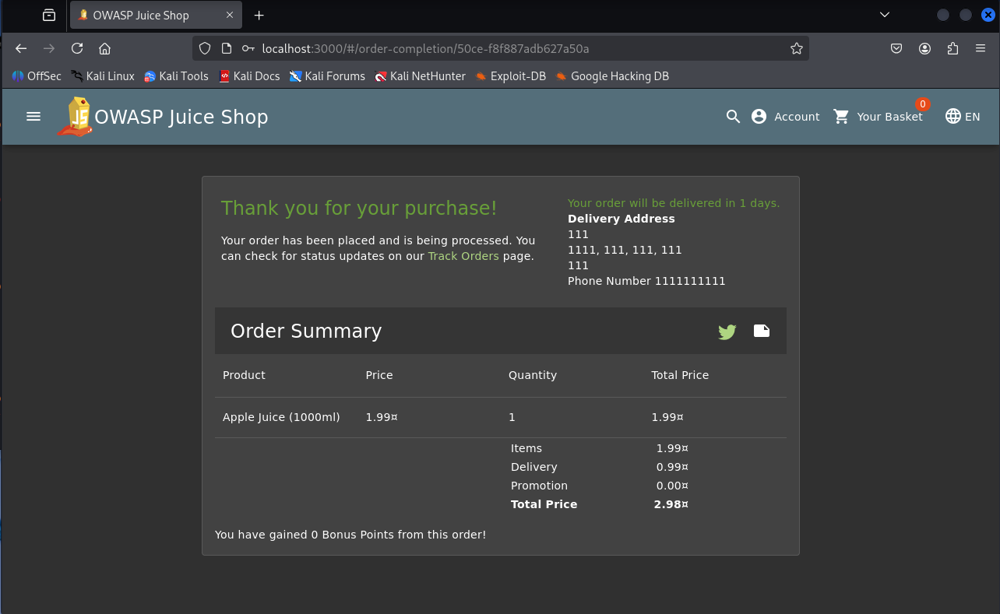 OWASP Juice Shop
localhost:3000/#/order-completion/50ce-f8f887adb627a50a
OffSec Kali Linux Kali Tools Kali Docs Kali Forums Kali NetHunter Exploit-DB Google Hacking DB
JS OWASP Juice Shop Account Your Basket 0 EN
Thank you for your purchase!
Your order has been placed and is being processed. You
can check for status updates on our Track Orders page.
Your order will be delivered in 1 days.
Delivery Address
111
1111, 111, 111, 111
111
Phone Number 1111111111
Order Summary
Product Price Quantity Total Price
Apple Juice (1000ml) 1.99¤ 1 1.99¤
Items 1.99¤
Delivery 0.99¤
Promotion 0.00¤
Total Price 2.98¤
You have gained 0 Bonus Points from this order!